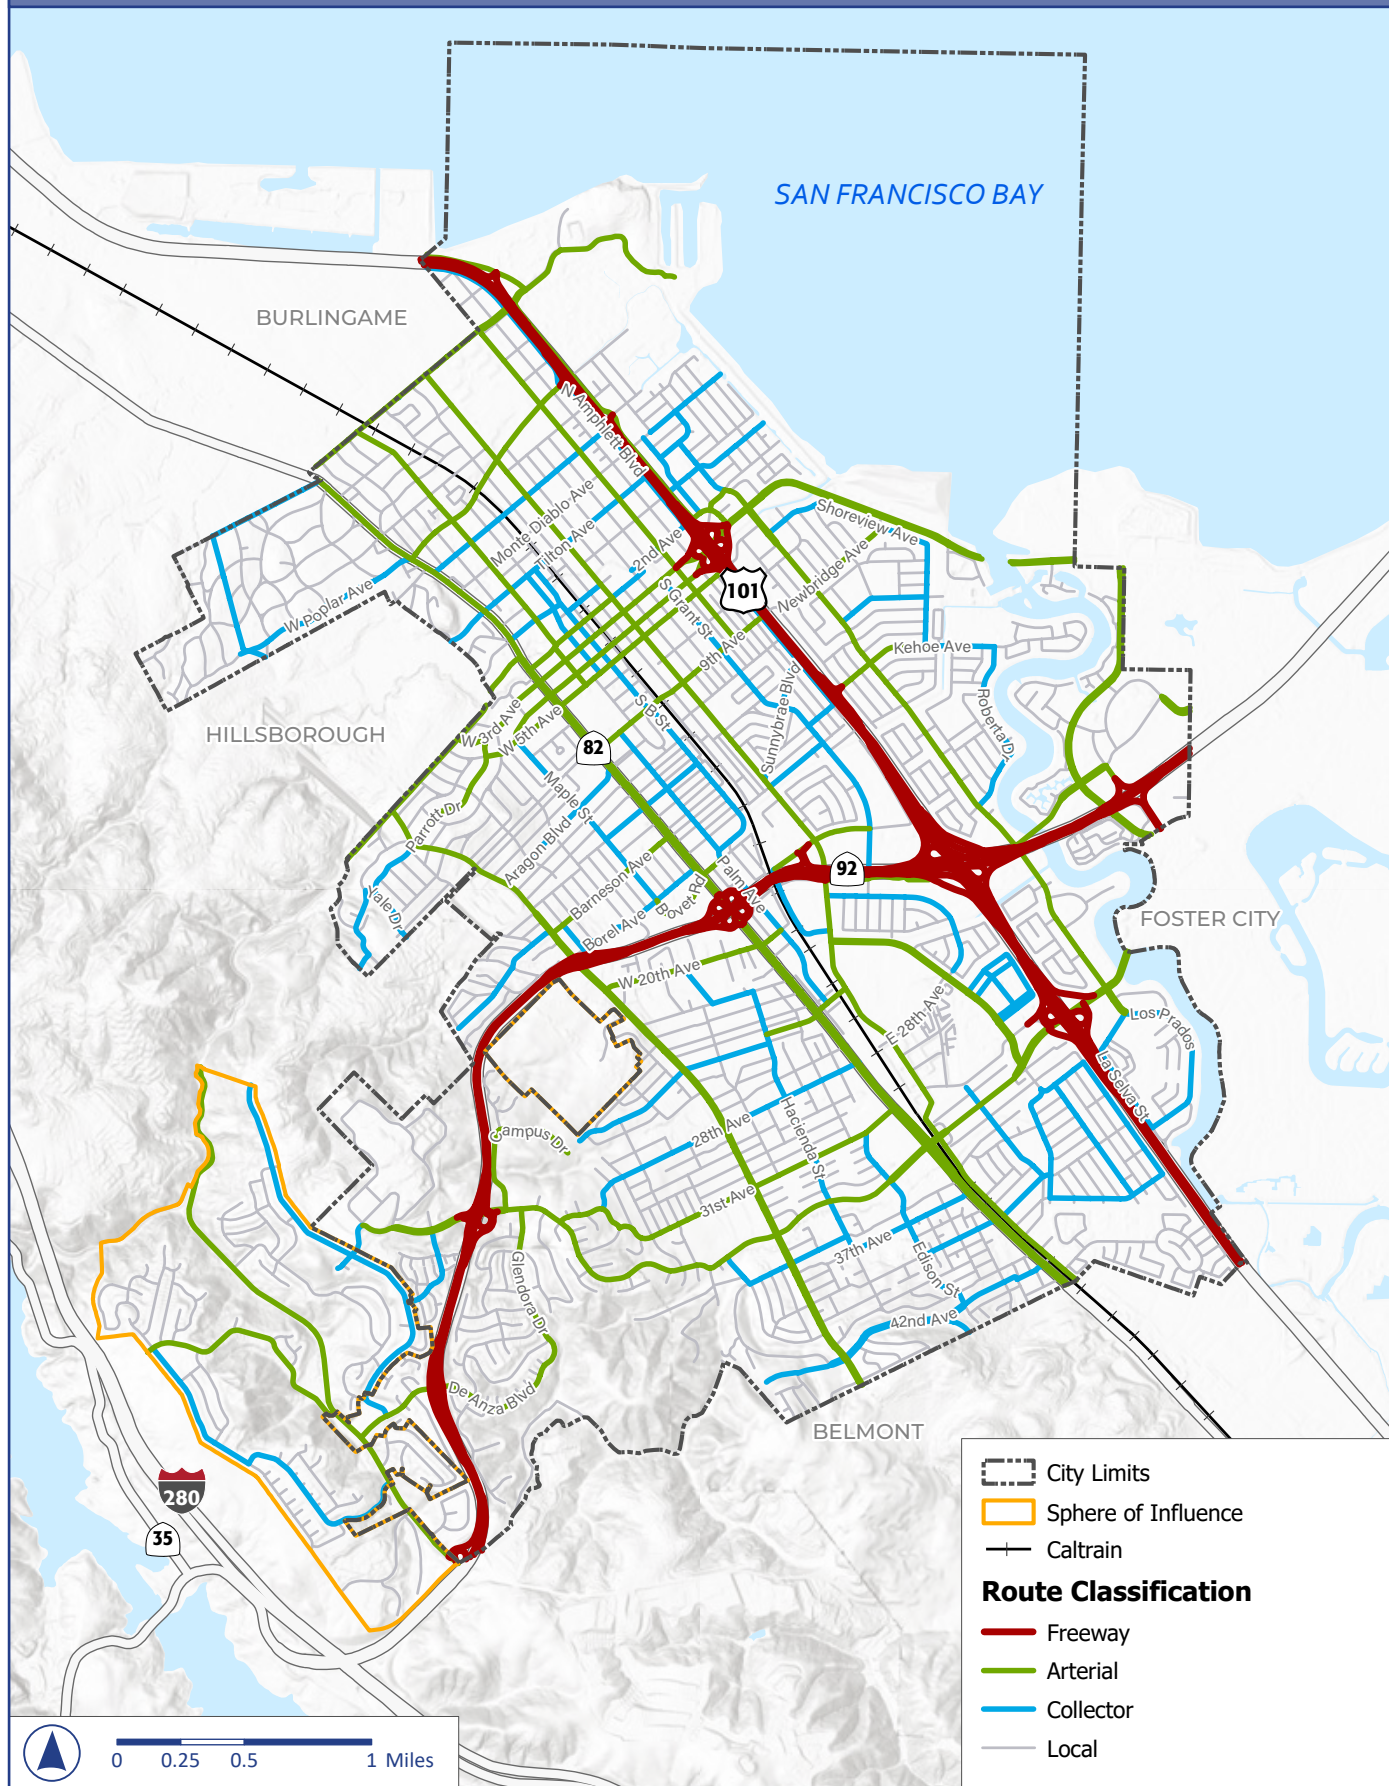 SAN FRANCISCO BAY
BURLINGAME
N Amphlett Blvd
Monte Diablo Ave
Tilton Ave
2nd Ave
Shoreview Ave
101
Newbridge Ave
W Poplar Ave
S Grant St
9th Ave
Kehoe Ave
HILLSBOROUGH
W 3rd Ave
W 5th Ave
S B St
Sunnybrae Blvd
Roberta Dr
82
Maple St
Parrott Dr
Aragon Blvd
Yale Dr
Barneson Ave
Bovet Rd
Palm Ave
92
Borel Ave
FOSTER CITY
W 20th Ave
E 28th Ave
Los Prados
La Selva St
Campus Dr
28th Ave
Hacienda St
31st Ave
37th Ave
Edison St
Glendora Dr
42nd Ave
De Anza Blvd
BELMONT
280
35
City Limits
Sphere of Influence
Caltrain
Route Classification
Freeway
Arterial
Collector
Local
0 0.25 0.5 1 Miles